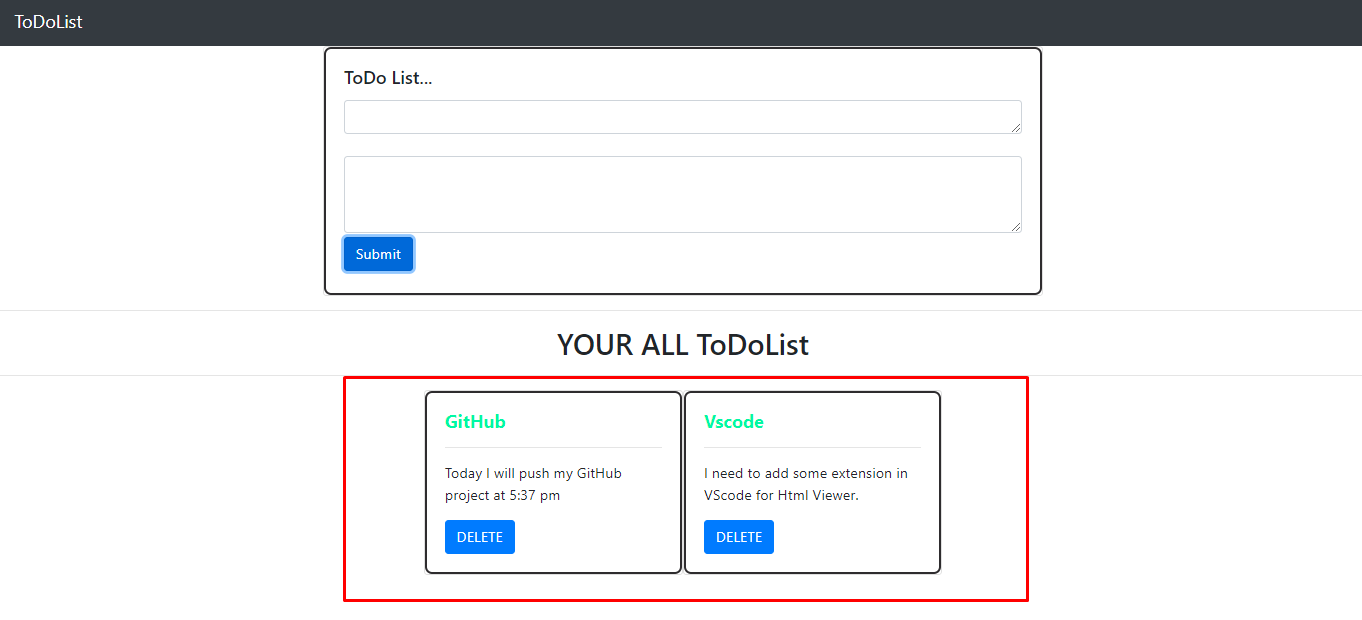 ToDoList
ToDo List...
Submit
YOUR ALL ToDoList
GitHub
Today I will push my GitHub
project at 5:37 pm
DELETE
Vscode
I need to add some extension in
VScode for Html Viewer.
DELETE